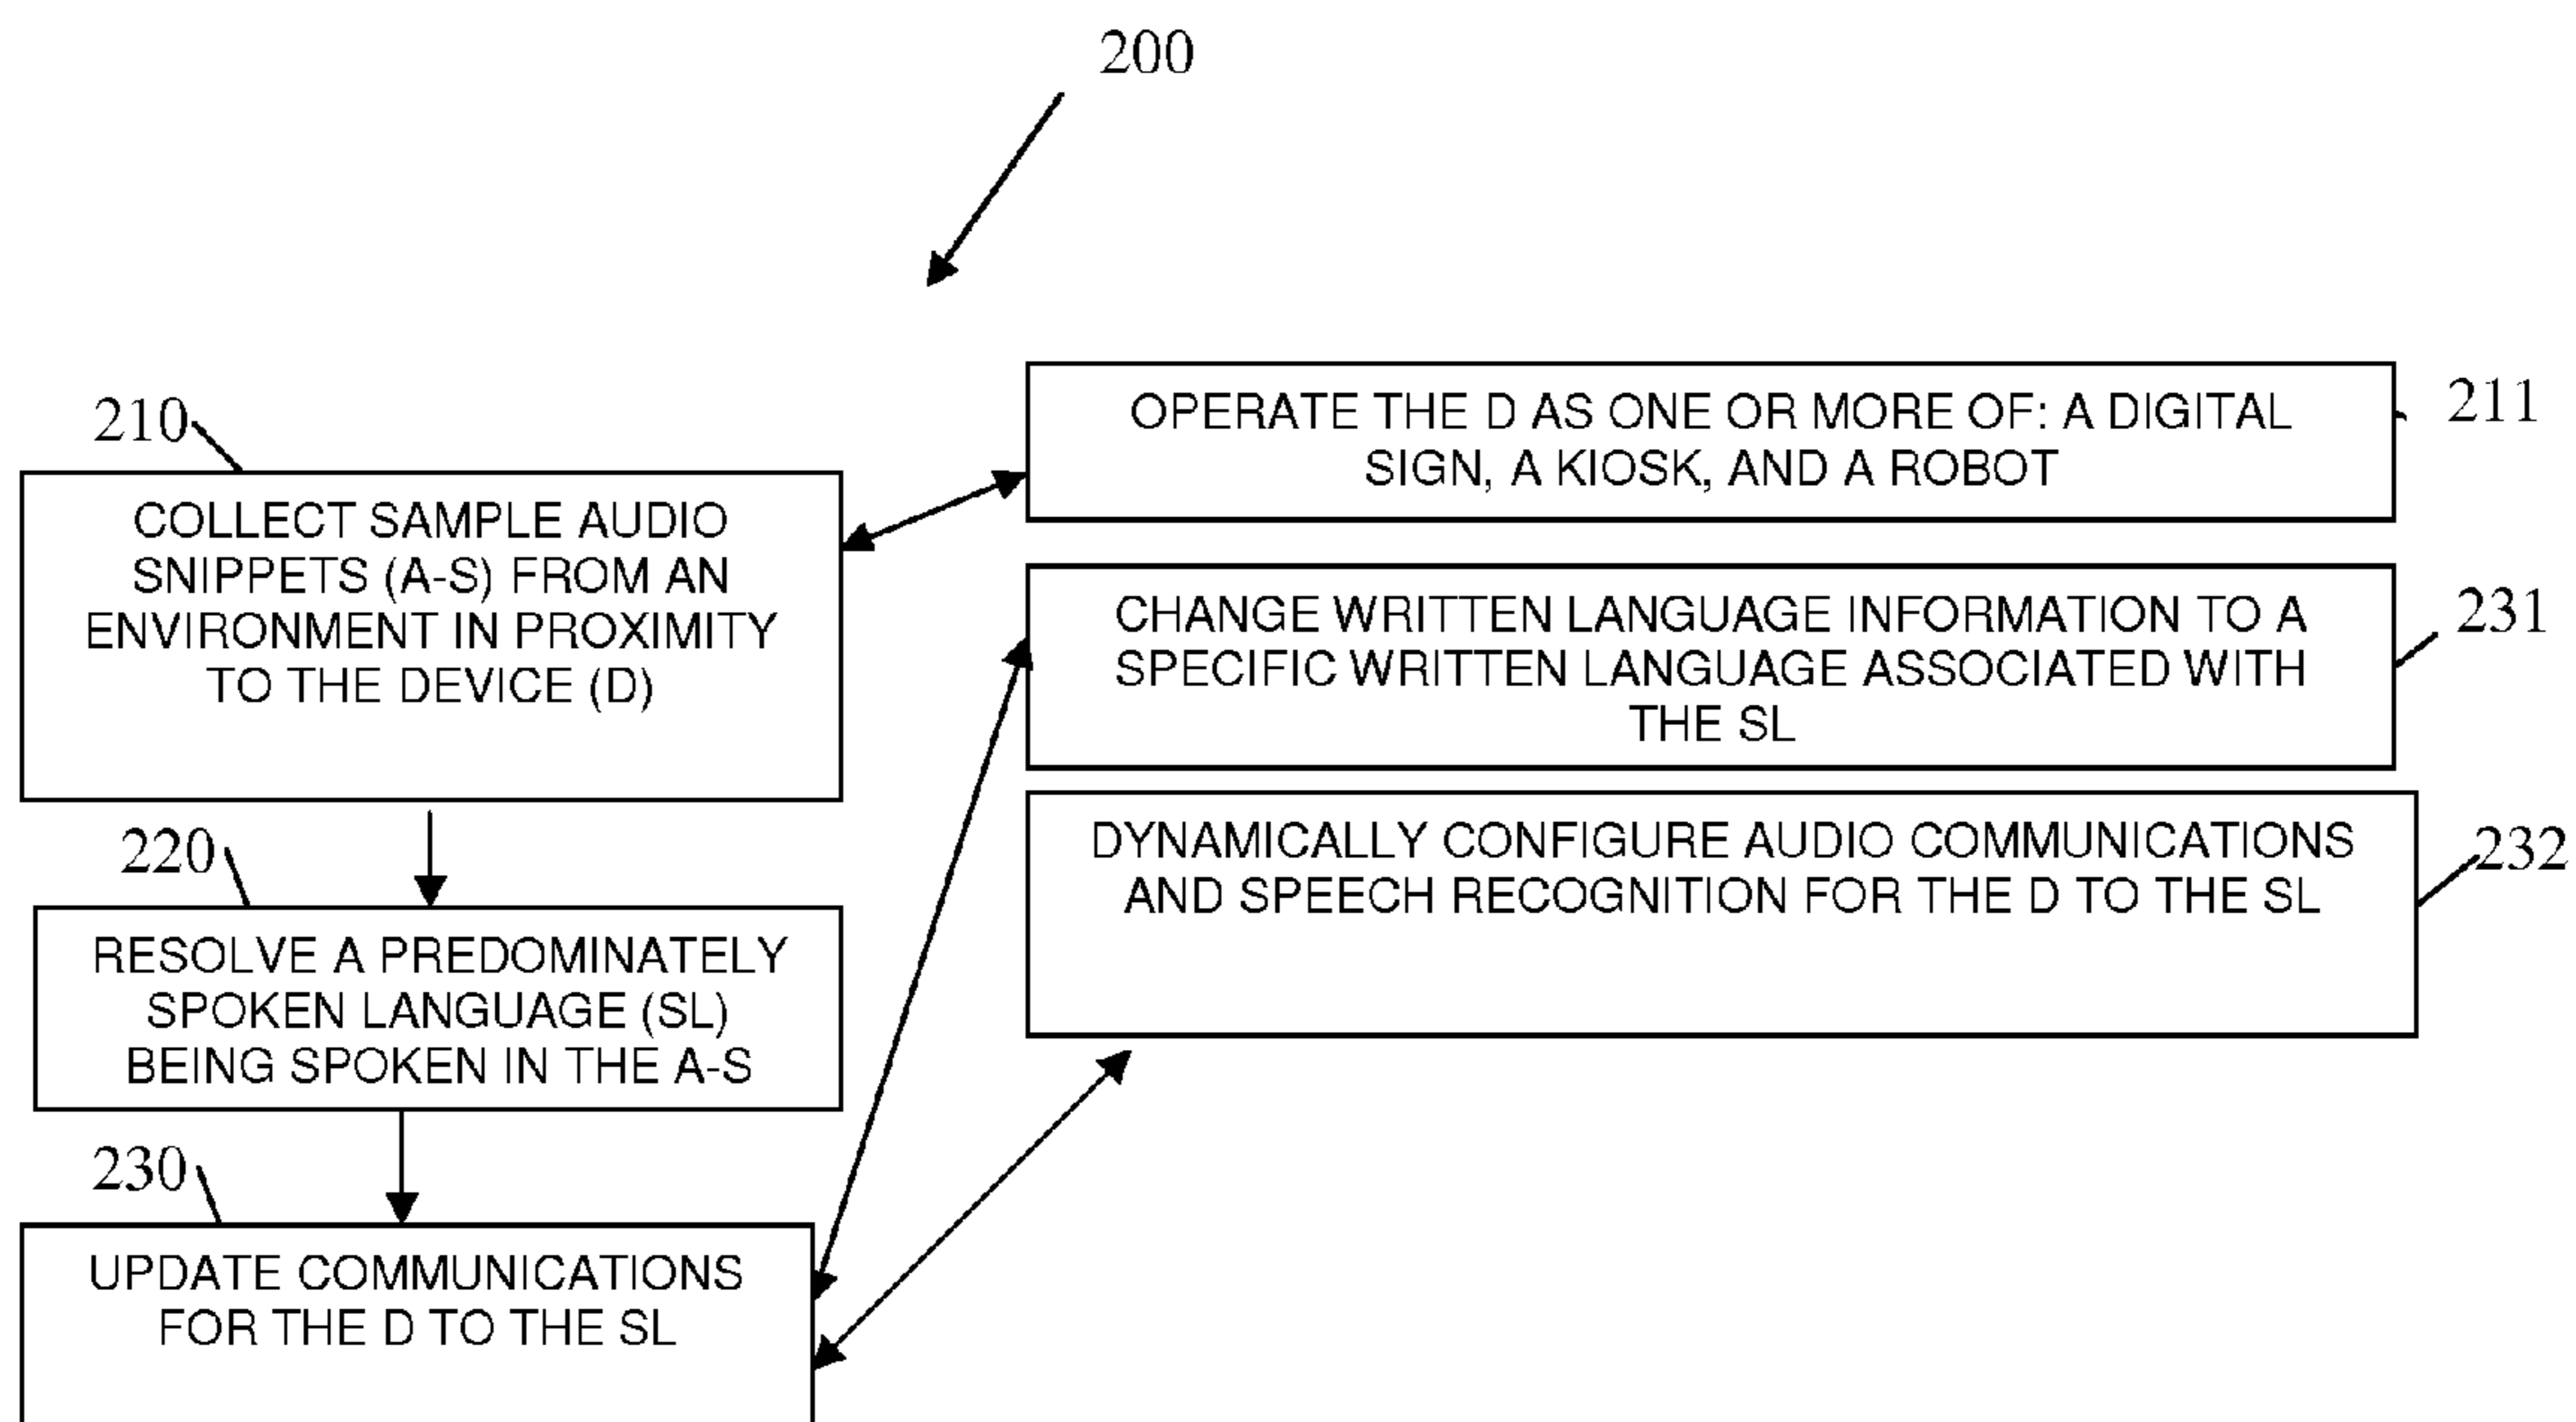 200
210
COLLECT SAMPLE AUDIO
SNIPPETS (A-S) FROM AN
ENVIRONMENT IN PROXIMITY
TO THE DEVICE (D)
211
OPERATE THE D AS ONE OR MORE OF: A DIGITAL
SIGN, A KIOSK, AND A ROBOT
231
CHANGE WRITTEN LANGUAGE INFORMATION TO A
SPECIFIC WRITTEN LANGUAGE ASSOCIATED WITH
THE SL
232
DYNAMICALLY CONFIGURE AUDIO COMMUNICATIONS
AND SPEECH RECOGNITION FOR THE D TO THE SL
220
RESOLVE A PREDOMINATELY
SPOKEN LANGUAGE (SL)
BEING SPOKEN IN THE A-S
230
UPDATE COMMUNICATIONS
FOR THE D TO THE SL